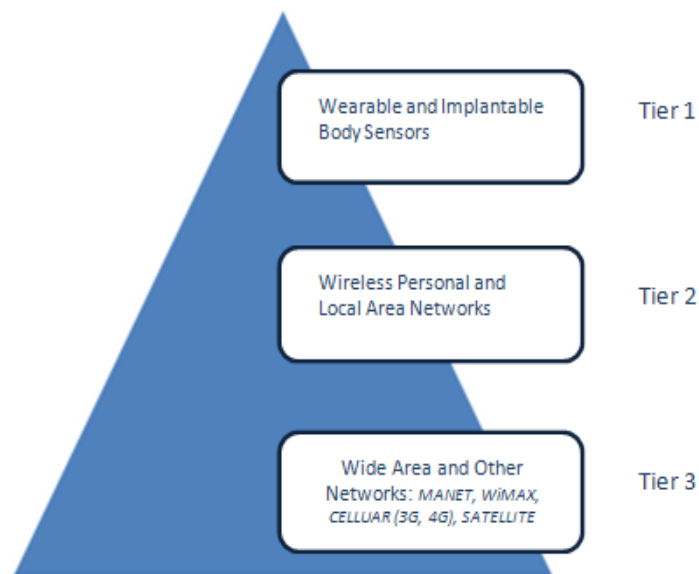 Wearable and Implantable
Body Sensors
Tier 1
Wireless Personal and
Local Area Networks
Tier 2
Wide Area and Other
Networks: MANET, WiMAX,
CELLUAR (3G, 4G), SATELLITE
Tier 3